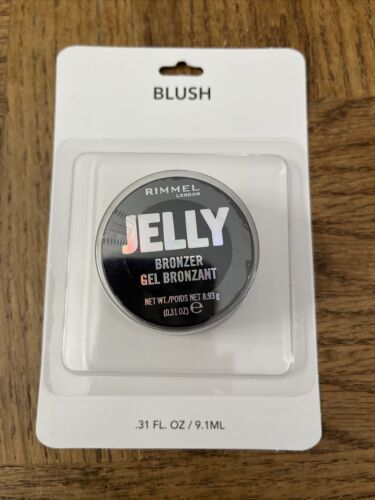 BLUSH
RIMMEL
LONDON
JELLY
BRONZER
GEL BRONZANT
NET WT./POIDS NET 8.93 g
(0.31 OZ) ℮
.31 FL. OZ / 9.1ML